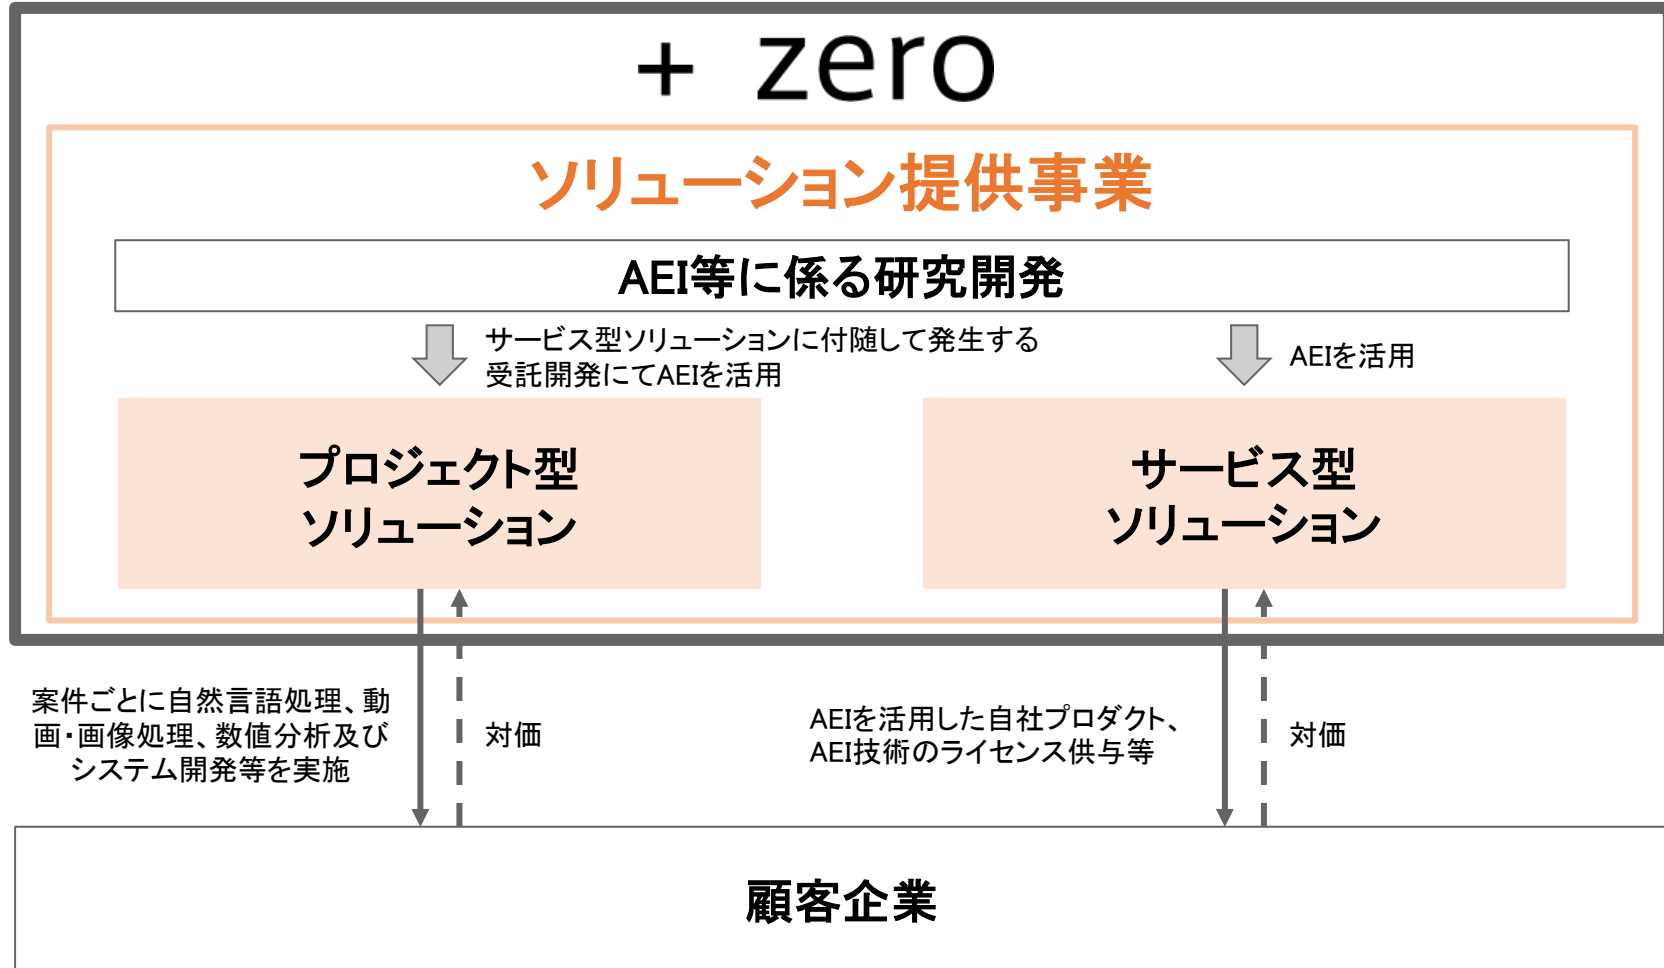 + zero
ソリューション提供事業
AEI等に係る研究開発
サービス型ソリューションに付随して発生する
受託開発にてAEIを活用
AEIを活用
プロジェクト型
ソリューション
サービス型
ソリューション
案件ごとに自然言語処理、動
画・画像処理、数値分析及び
システム開発等を実施
対価
AEIを活用した自社プロダクト、
AEI技術のライセンス供与等
対価
顧客企業